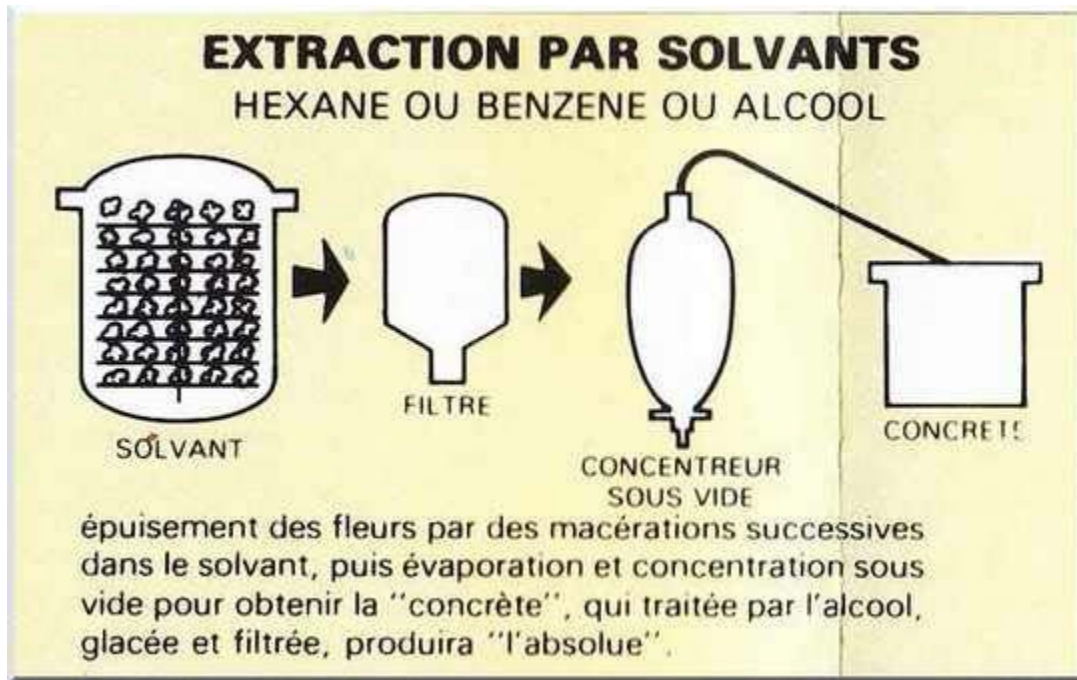 EXTRACTION PAR SOLVANTS
HEXANE OU BENZENE OU ALCOOL
SOLVANT
FILTRE
CONCENTREUR
SOUS VIDE
CONCRETE
épuisement des fleurs par des macérations successives
dans le solvant, puis évaporation et concentration sous
vide pour obtenir la ''concrète'', qui traitée par l'alcool,
glacée et filtrée, produira ''l'absolue''.